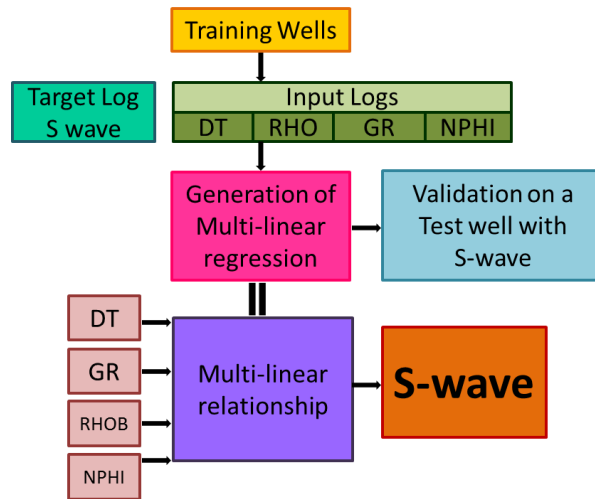 Training Wells
Target Log
S wave
Input Logs
DT RHO GR NPHI
Generation of
Multi-linear
regression
Validation on a
Test well with
S-wave
DT
GR
RHOB
NPHI
Multi-linear
relationship
S-wave